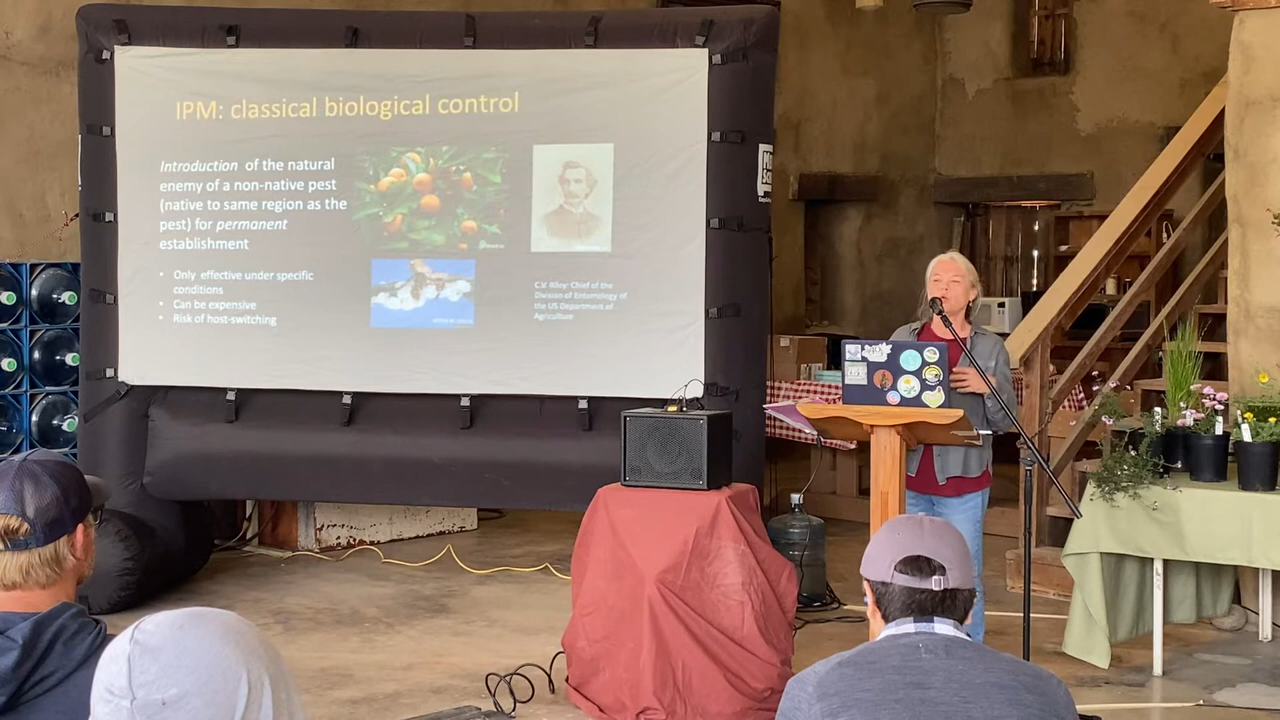 IPM: classical biological control
Introduction of the natural
enemy of a non-native pest
(native to same region as the
pest) for permanent
establishment
• Only effective under specific
conditions
• Can be expensive
• Risk of host-switching
C.V. Riley: Chief of the
Division of Entomology of
the US Department of
Agriculture